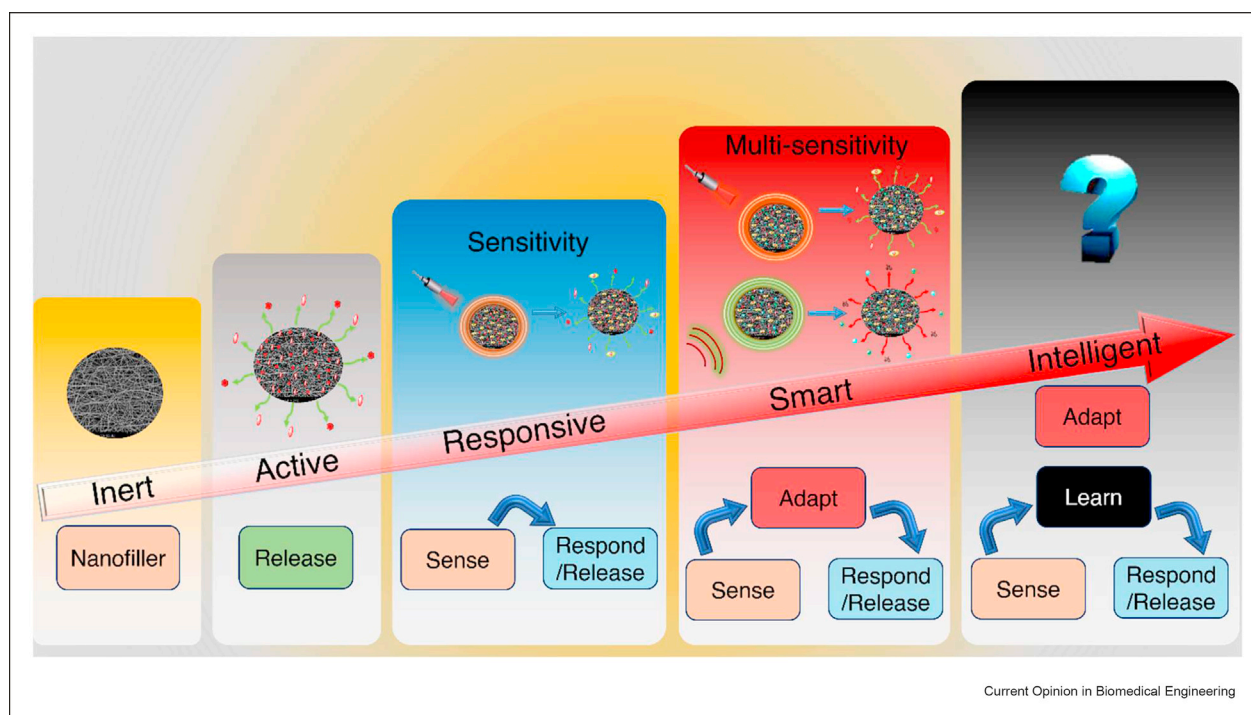 Inert
Nanofiller
Active
Release
Sensitivity
Responsive
Sense
Respond
/Release
Multi-sensitivity
Smart
Adapt
Sense
Respond
/Release
?
Intelligent
Adapt
Learn
Sense
Respond
/Release
Current Opinion in Biomedical Engineering